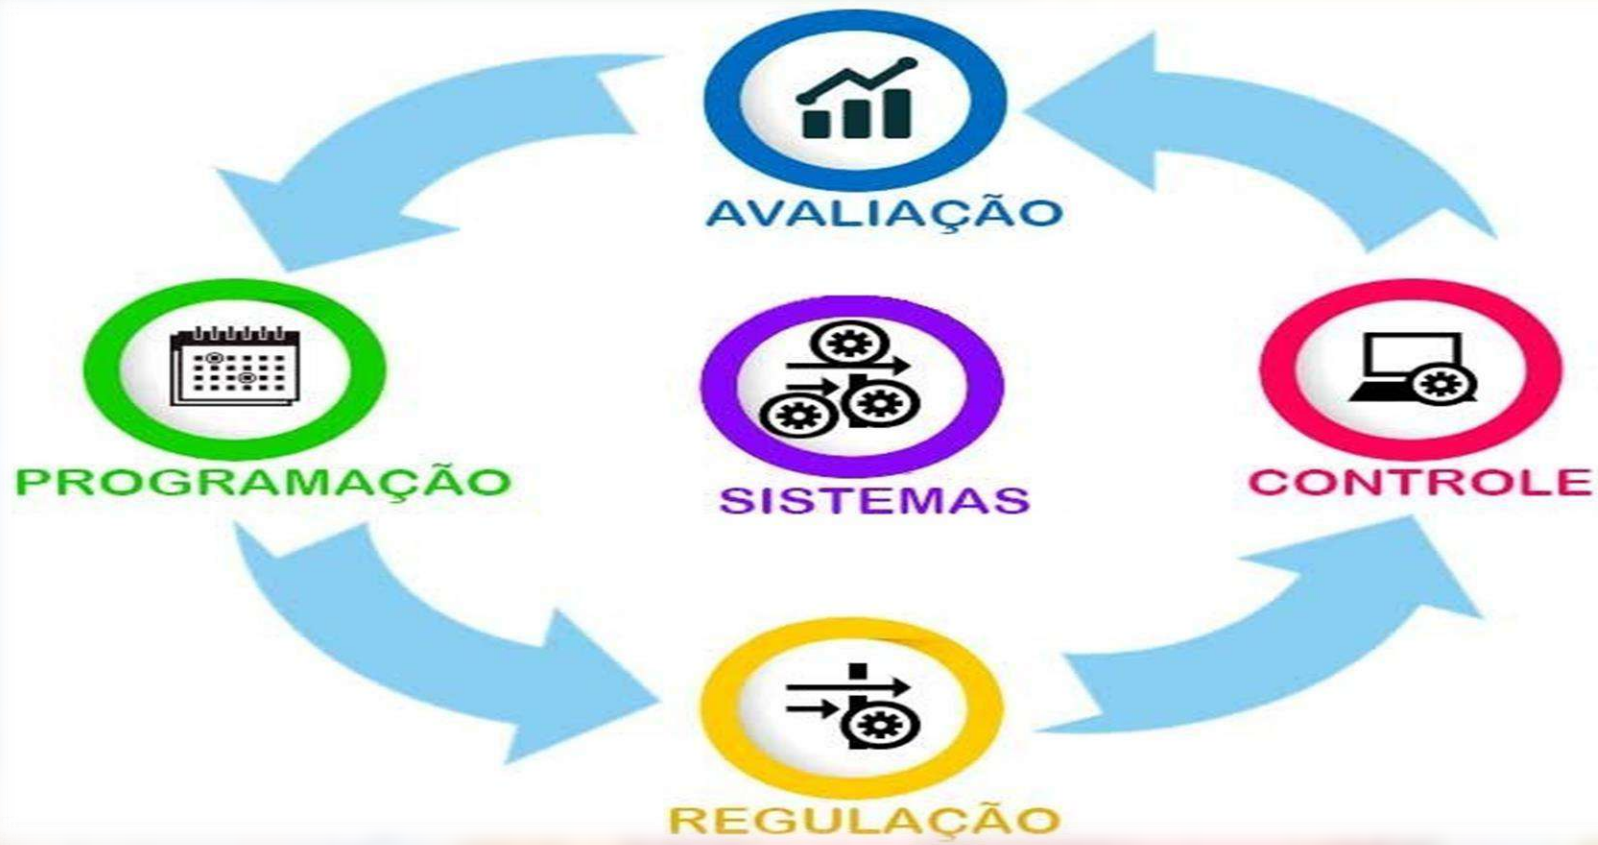 AVALIAÇÃO
PROGRAMAÇÃO
SISTEMAS
CONTROLE
REGULAÇÃO